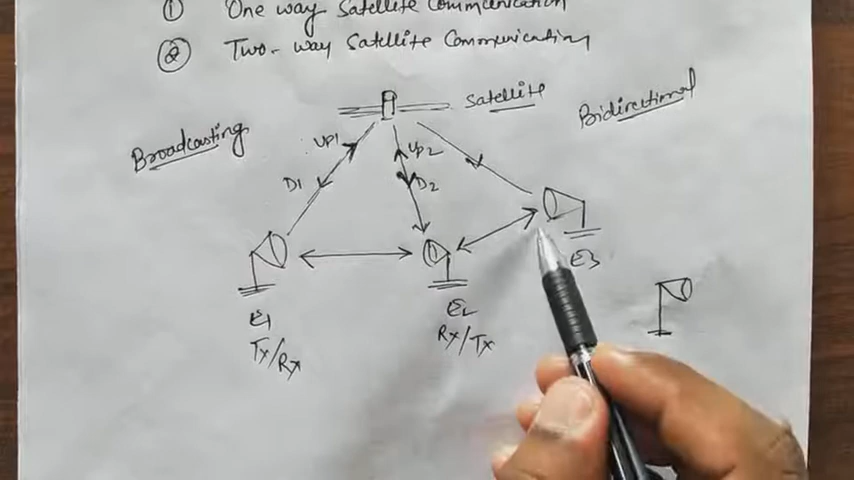 ① One way Satellite Communication
② Two-way Satellite Communication
Satellite
Bidirectional
Broadcasting
UP1
UP2
D1
D2
E1
Tx/Rx
E2
Rx/Tx
E3